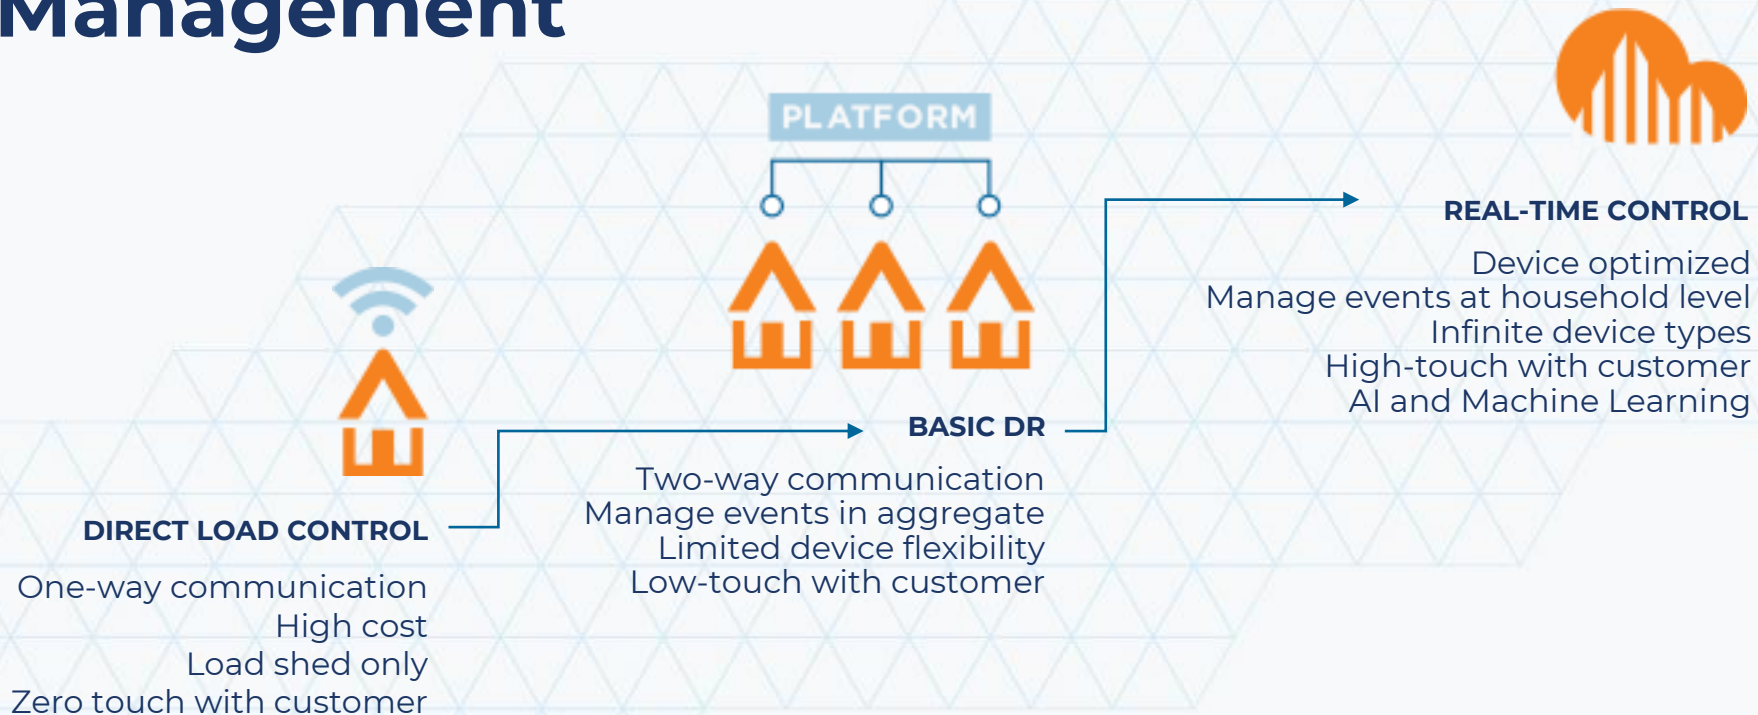 Management
PLATFORM
DIRECT LOAD CONTROL
One-way communication
High cost
Load shed only
Zero touch with customer
BASIC DR
Two-way communication
Manage events in aggregate
Limited device flexibility
Low-touch with customer
REAL-TIME CONTROL
Device optimized
Manage events at household level
Infinite device types
High-touch with customer
AI and Machine Learning